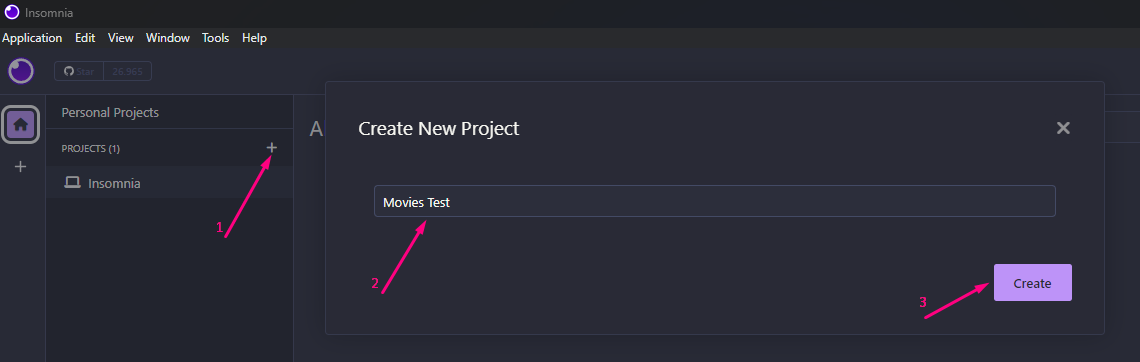 Insomnia
Application Edit View Window Tools Help
Star 26.965
Personal Projects
PROJECTS (1)
Insomnia
A
Create New Project
Movies Test
Create
1
2
3